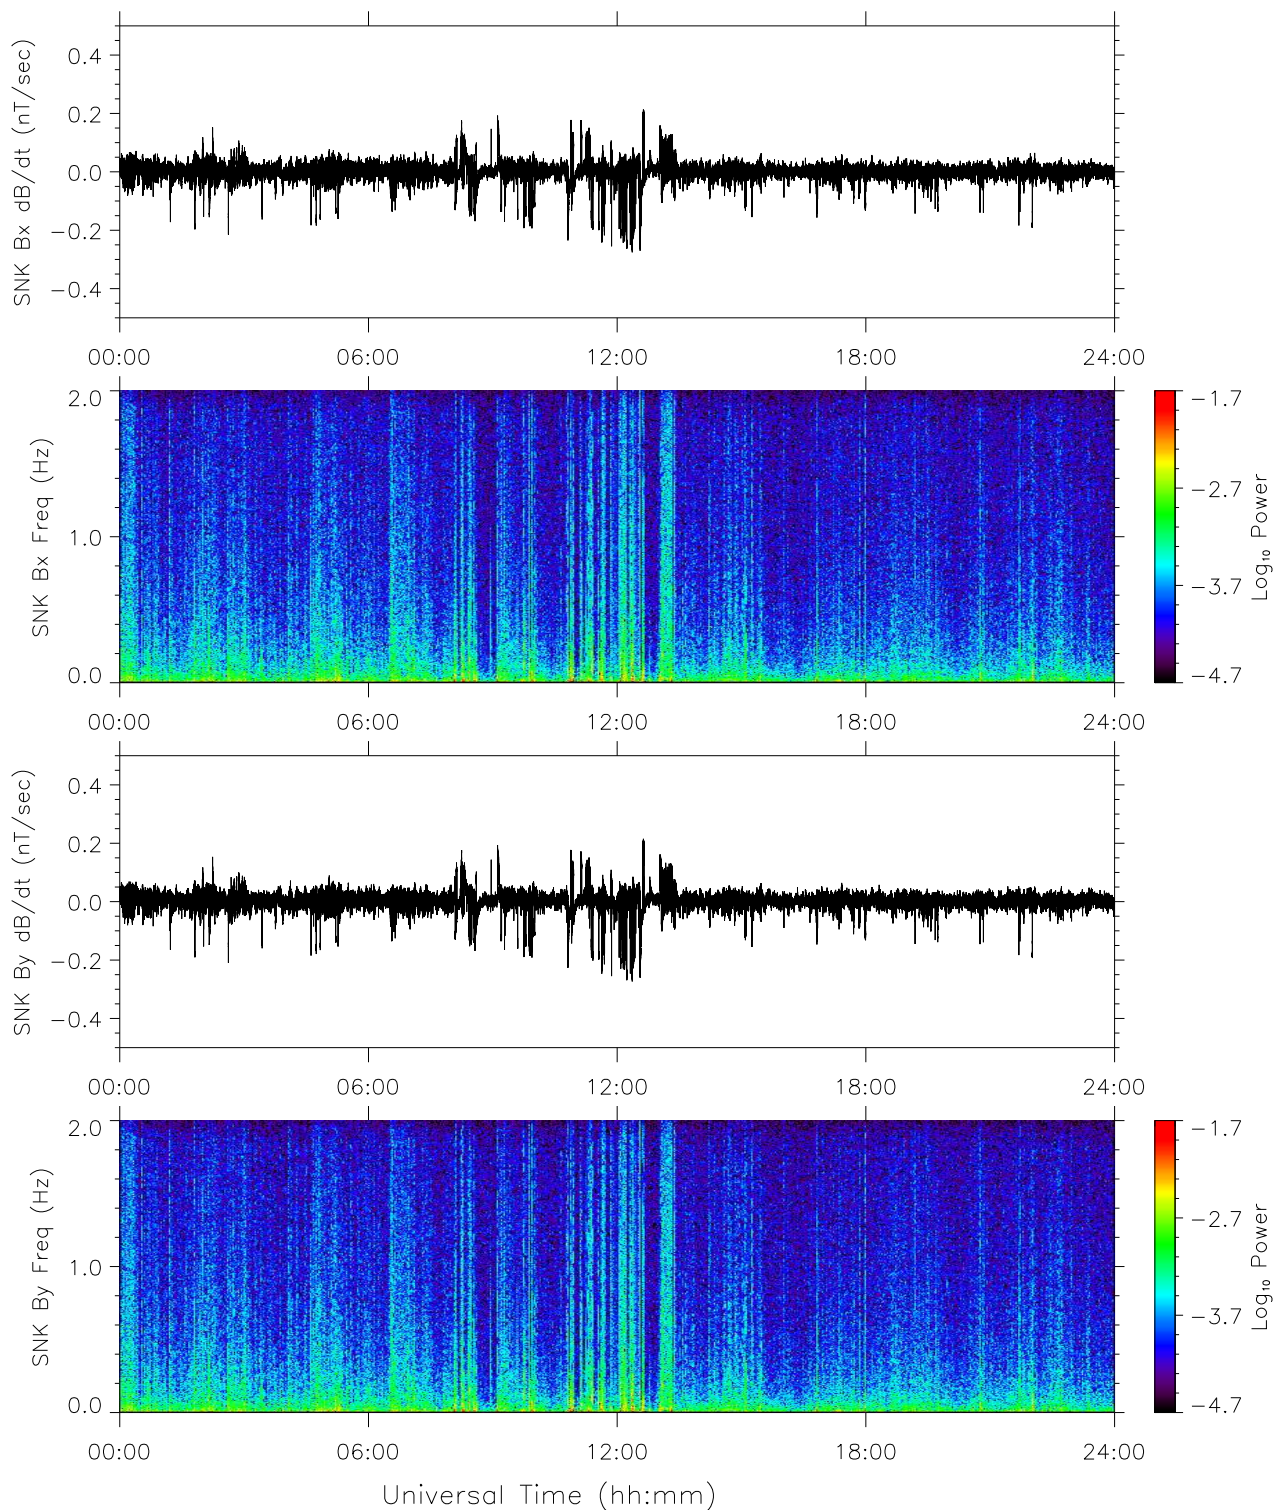 SNK Bx dB/dt (nT/sec)
0.4
0.2
0.0
−0.2
−0.4
00:00 06:00 12:00 18:00 24:00
SNK Bx Freq (Hz)
2.0
1.0
0.0
−1.7
−2.7
−3.7
−4.7
Log₁₀ Power
00:00 06:00 12:00 18:00 24:00
SNK By dB/dt (nT/sec)
0.4
0.2
0.0
−0.2
−0.4
00:00 06:00 12:00 18:00 24:00
SNK By Freq (Hz)
2.0
1.0
0.0
−1.7
−2.7
−3.7
−4.7
Log₁₀ Power
00:00 06:00 12:00 18:00 24:00
Universal Time (hh:mm)